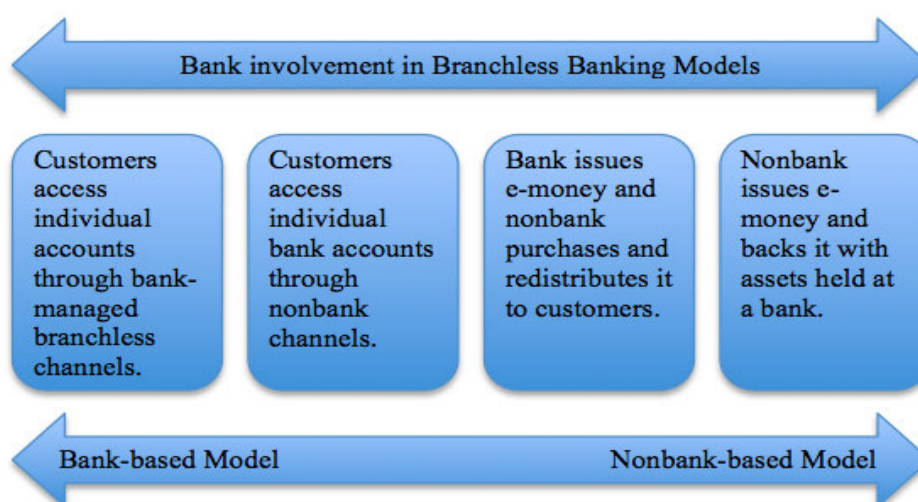 Bank involvement in Branchless Banking Models
Customers
access
individual
accounts
through bank-
managed
branchless
channels.
Customers
access
individual
bank accounts
through
nonbank
channels.
Bank issues
e-money and
nonbank
purchases and
redistributes it
to customers.
Nonbank
issues e-
money and
backs it with
assets held at
a bank.
Bank-based Model
Nonbank-based Model